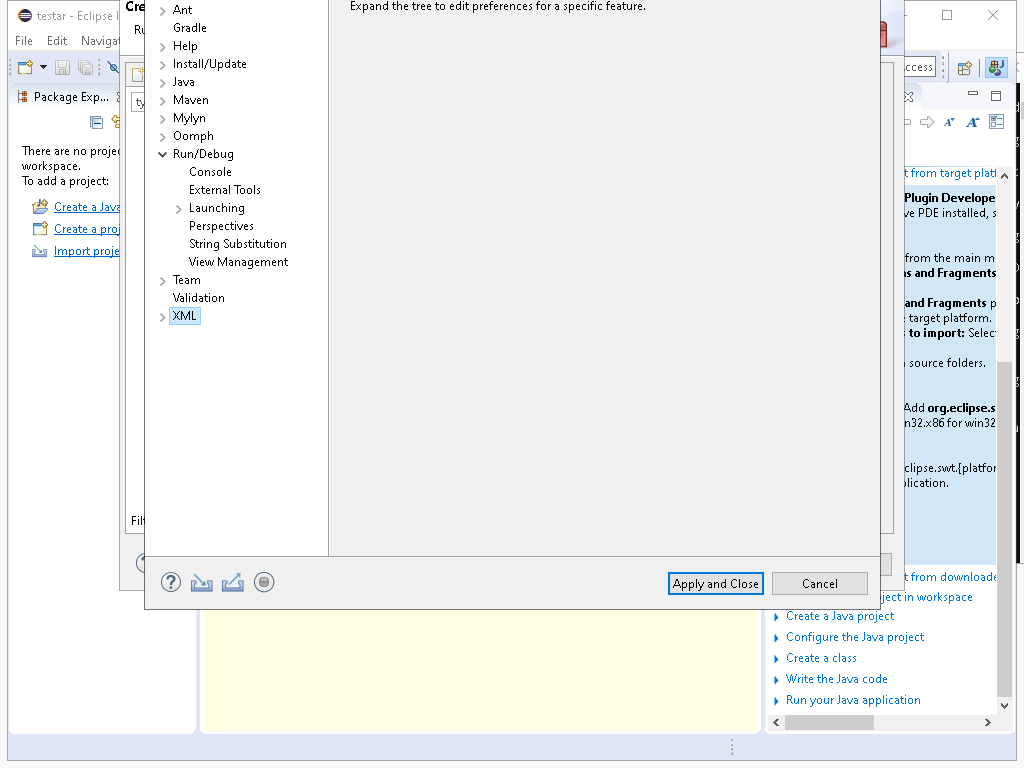 testar - Eclipse I
File Edit Navigat
Package Exp...
There are no projec
workspace.
To add a project:
Create a Java
Create a proj
Import proje
Cre
Ru
ty
Filt
Ant
Gradle
Help
Install/Update
Java
Maven
Mylyn
Oomph
Run/Debug
Console
External Tools
Launching
Perspectives
String Substitution
View Management
Team
Validation
XML
Expand the tree to edit preferences for a specific feature.
Apply and Close
Cancel
ccess
t from target platf
Plugin Develope
ve PDE installed, s
from the main m
ns and Fragments
and Fragments p
e target platform.
s to import: Selec
n source folders.
Add org.eclipse.s
n32.x86 for win32
clipse.swt.{platfor
plication.
t from downloade
ject in workspace
Create a Java project
Configure the Java project
Create a class
Write the Java code
Run your Java application